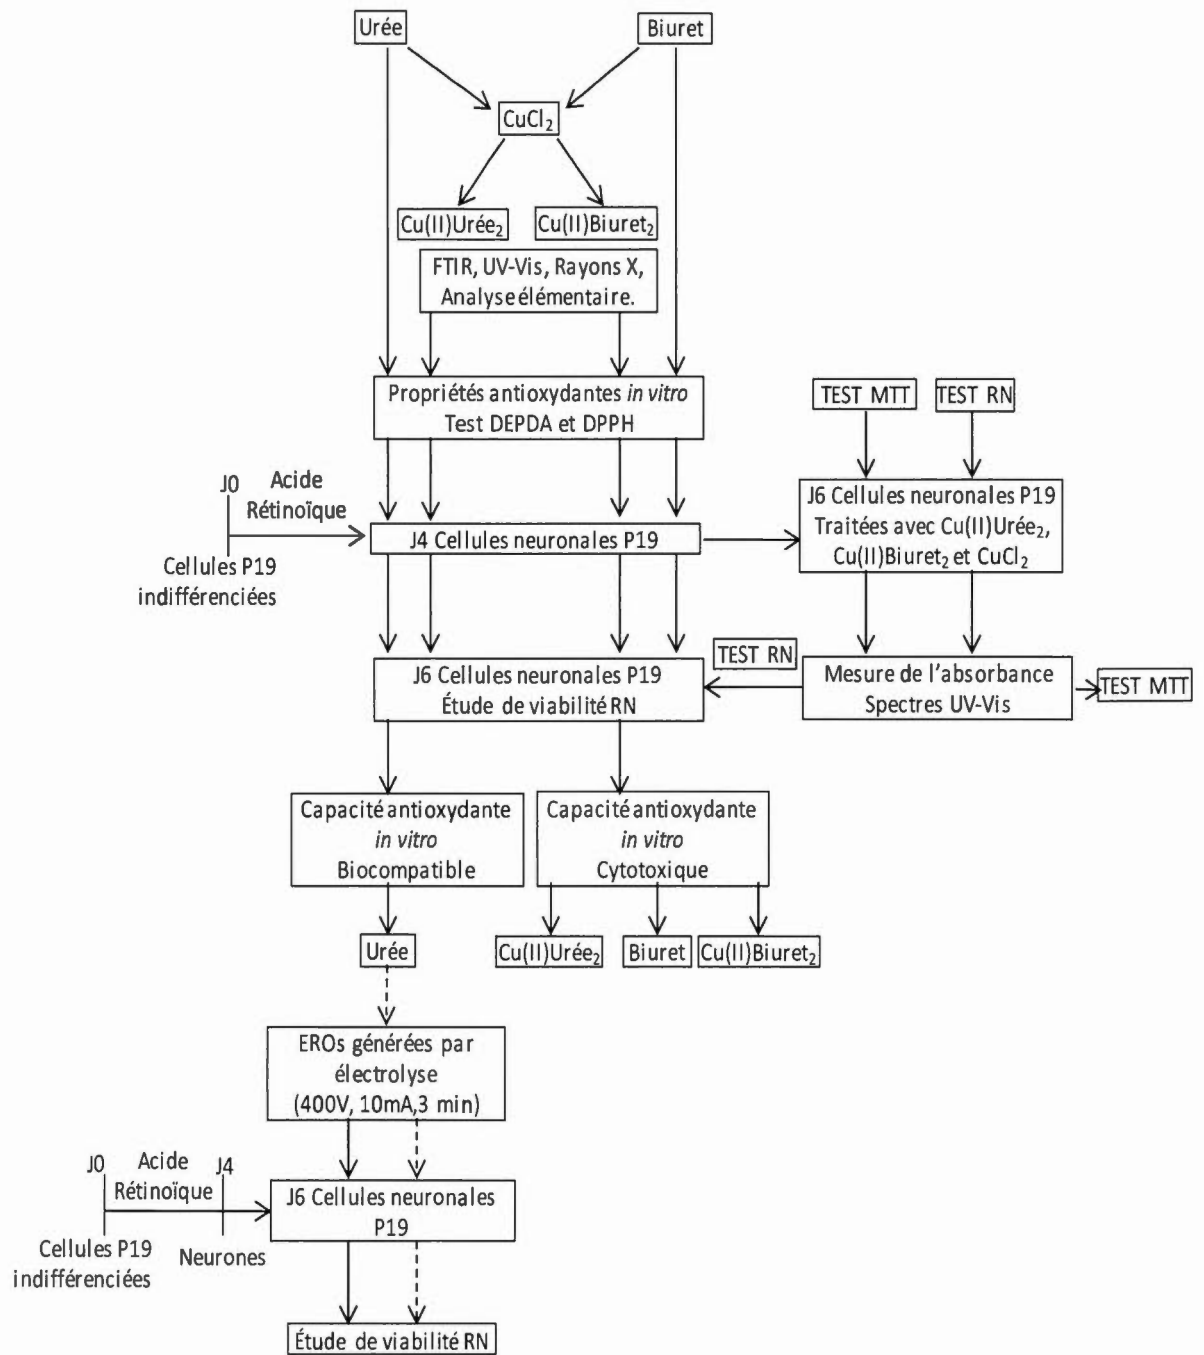 Urée
Biuret
CuCl₂
Cu(II)Urée₂
Cu(II)Biuret₂
FTIR, UV-Vis, Rayons X,
Analyse élémentaire.
Propriétés antioxydantes in vitro
Test DEPDA et DPPH
TEST MTT
TEST RN
J0
Acide
Rétinoïque
Cellules P19
indifférenciées
J4 Cellules neuronales P19
J6 Cellules neuronales P19
Traitées avec Cu(II)Urée₂,
Cu(II)Biuret₂ et CuCl₂
J6 Cellules neuronales P19
Étude de viabilité RN
TEST RN
Mesure de l'absorbance
Spectres UV-Vis
TEST MTT
Capacité antioxydante
in vitro
Biocompatible
Capacité antioxydante
in vitro
Cytotoxique
Urée
Cu(II)Urée₂
Biuret
Cu(II)Biuret₂
EROs générées par
électrolyse
(400V, 10mA,3 min)
J0
Acide
Rétinoïque
J4
Cellules P19
indifférenciées
Neurones
J6 Cellules neuronales
P19
Étude de viabilité RN